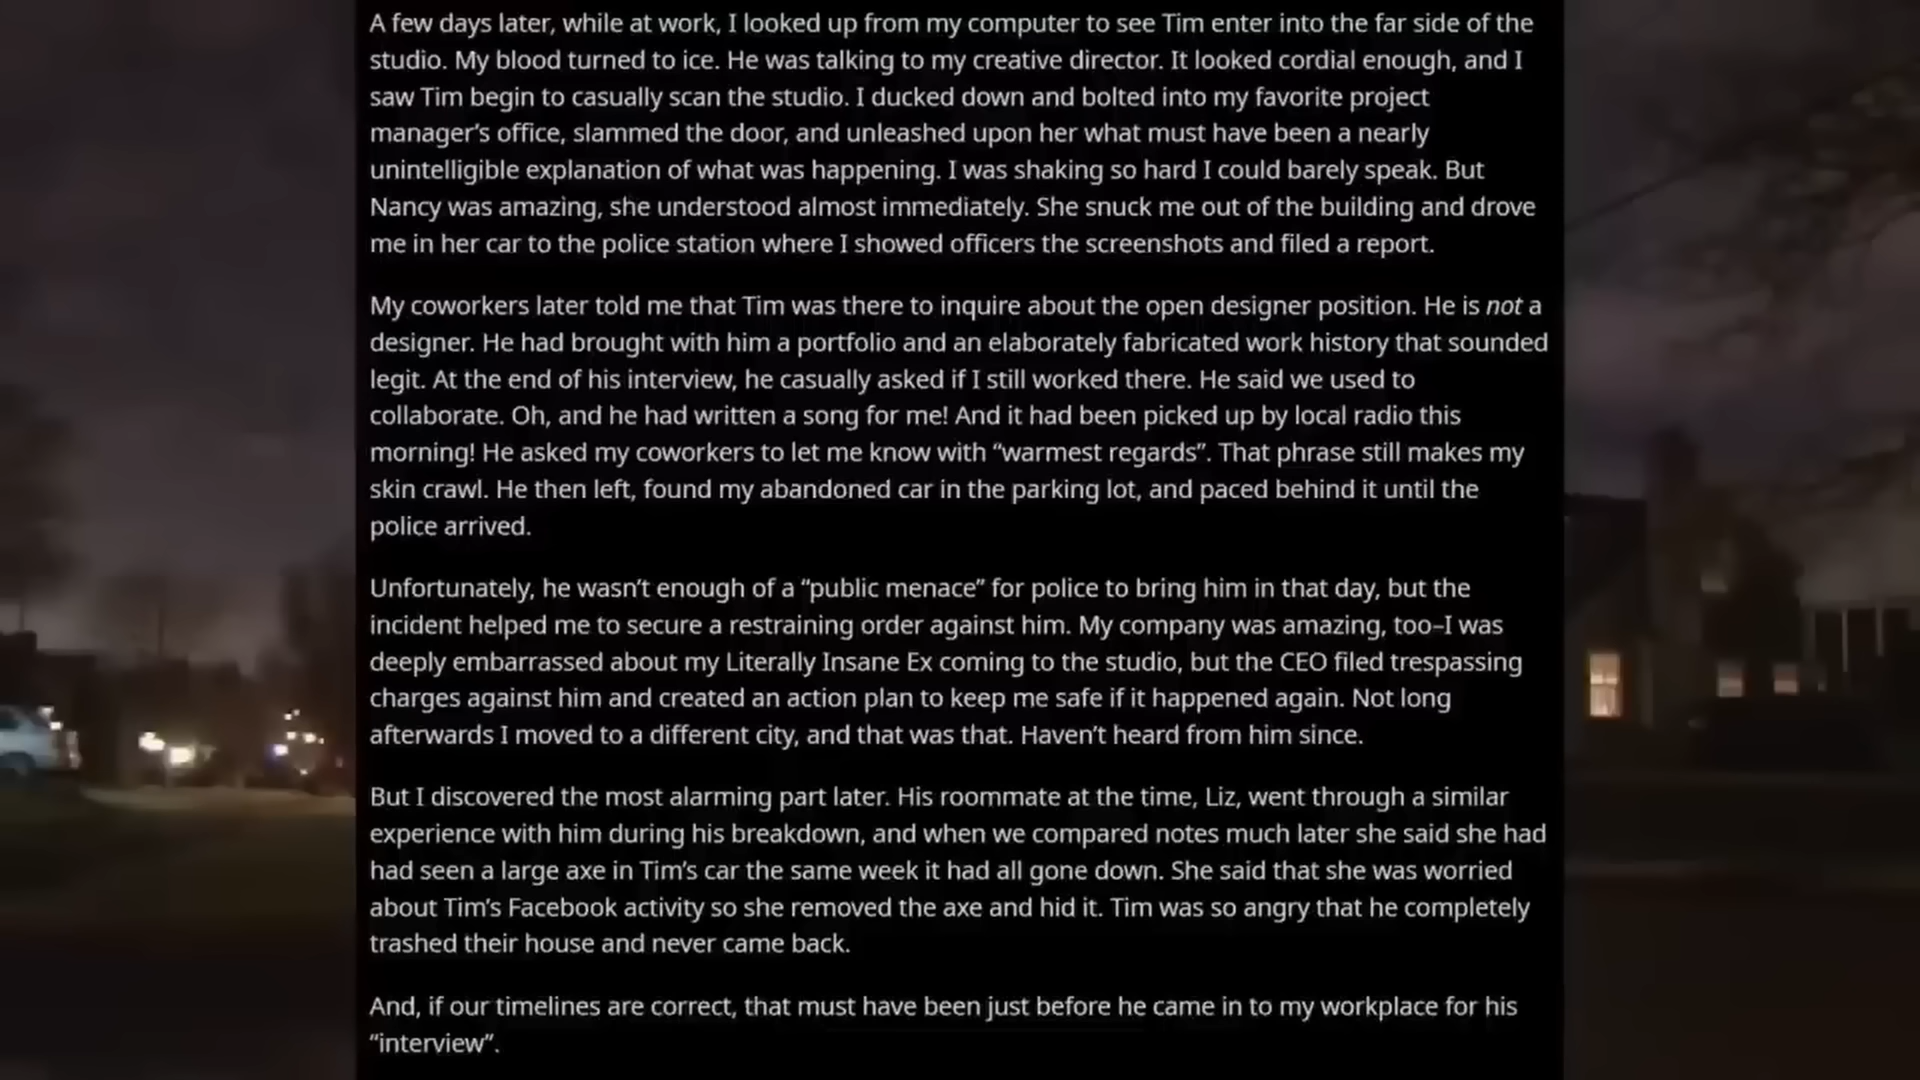 A few days later, while at work, I looked up from my computer to see Tim enter into the far side of the
studio. My blood turned to ice. He was talking to my creative director. It looked cordial enough, and I
saw Tim begin to casually scan the studio. I ducked down and bolted into my favorite project
manager’s office, slammed the door, and unleashed upon her what must have been a nearly
unintelligible explanation of what was happening. I was shaking so hard I could barely speak. But
Nancy was amazing, she understood almost immediately. She snuck me out of the building and drove
me in her car to the police station where I showed officers the screenshots and filed a report.
My coworkers later told me that Tim was there to inquire about the open designer position. He is not a
designer. He had brought with him a portfolio and an elaborately fabricated work history that sounded
legit. At the end of his interview, he casually asked if I still worked there. He said we used to
collaborate. Oh, and he had written a song for me! And it had been picked up by local radio this
morning! He asked my coworkers to let me know with “warmest regards”. That phrase still makes my
skin crawl. He then left, found my abandoned car in the parking lot, and paced behind it until the
police arrived.
Unfortunately, he wasn’t enough of a “public menace” for police to bring him in that day, but the
incident helped me to secure a restraining order against him. My company was amazing, too–I was
deeply embarrassed about my Literally Insane Ex coming to the studio, but the CEO filed trespassing
charges against him and created an action plan to keep me safe if it happened again. Not long
afterwards I moved to a different city, and that was that. Haven’t heard from him since.
But I discovered the most alarming part later. His roommate at the time, Liz, went through a similar
experience with him during his breakdown, and when we compared notes much later she said she had
had seen a large axe in Tim’s car the same week it had all gone down. She said that she was worried
about Tim’s Facebook activity so she removed the axe and hid it. Tim was so angry that he completely
trashed their house and never came back.
And, if our timelines are correct, that must have been just before he came in to my workplace for his
“interview”.